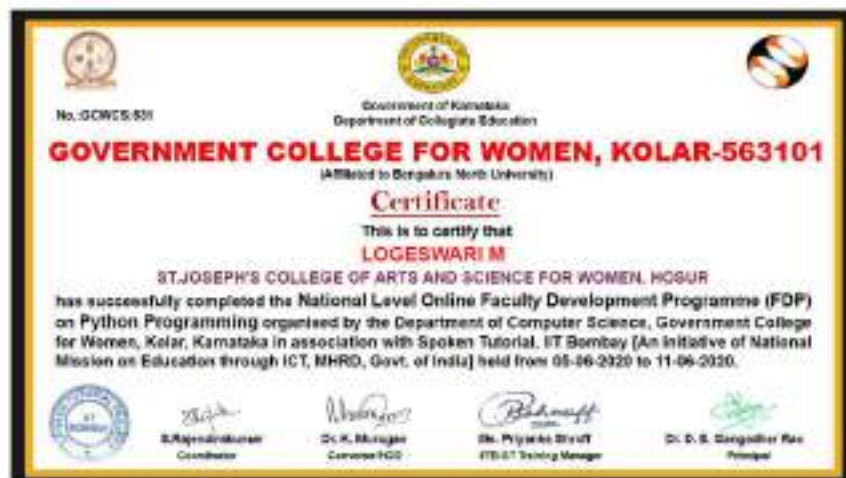 No.:GCWCS:531
Government of Karnataka
Department of Collegiate Education
GOVERNMENT COLLEGE FOR WOMEN, KOLAR-563101
(Affiliated to Bengaluru North University)
Certificate
This is to certify that
LOGESWARI M
ST.JOSEPH'S COLLEGE OF ARTS AND SCIENCE FOR WOMEN, HOSUR
has successfully completed the National Level Online Faculty Development Programme (FDP)
on Python Programming organised by the Department of Computer Science, Government College
for Women, Kolar, Karnataka in association with Spoken Tutorial, IIT Bombay [An Initiative of National
Mission on Education through ICT, MHRD, Govt. of India] held from 05-06-2020 to 11-06-2020.
S.Rajendrakumar
Coordinator
Dr. K. Murugan
Convener/HOD
Ms. Priyanka Shroff
Training Manager
Dr. D. S. Gangadhar Rao
Principal